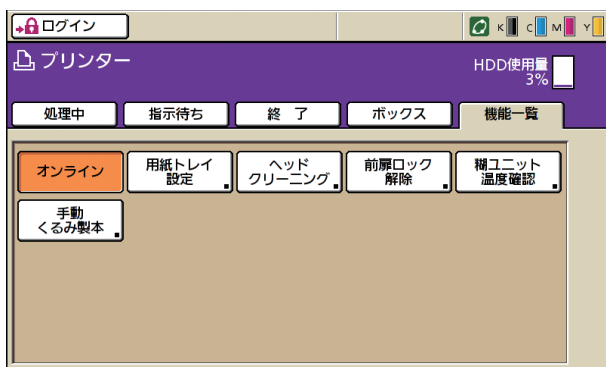 ログイン
K C M Y
プリンター
HDD使用量
3%
処理中 指示待ち 終 了 ボックス 機能一覧
オンライン
用紙トレイ
設定
ヘッド
クリーニング
前扉ロック
解除
糊ユニット
温度確認
手動
くるみ製本